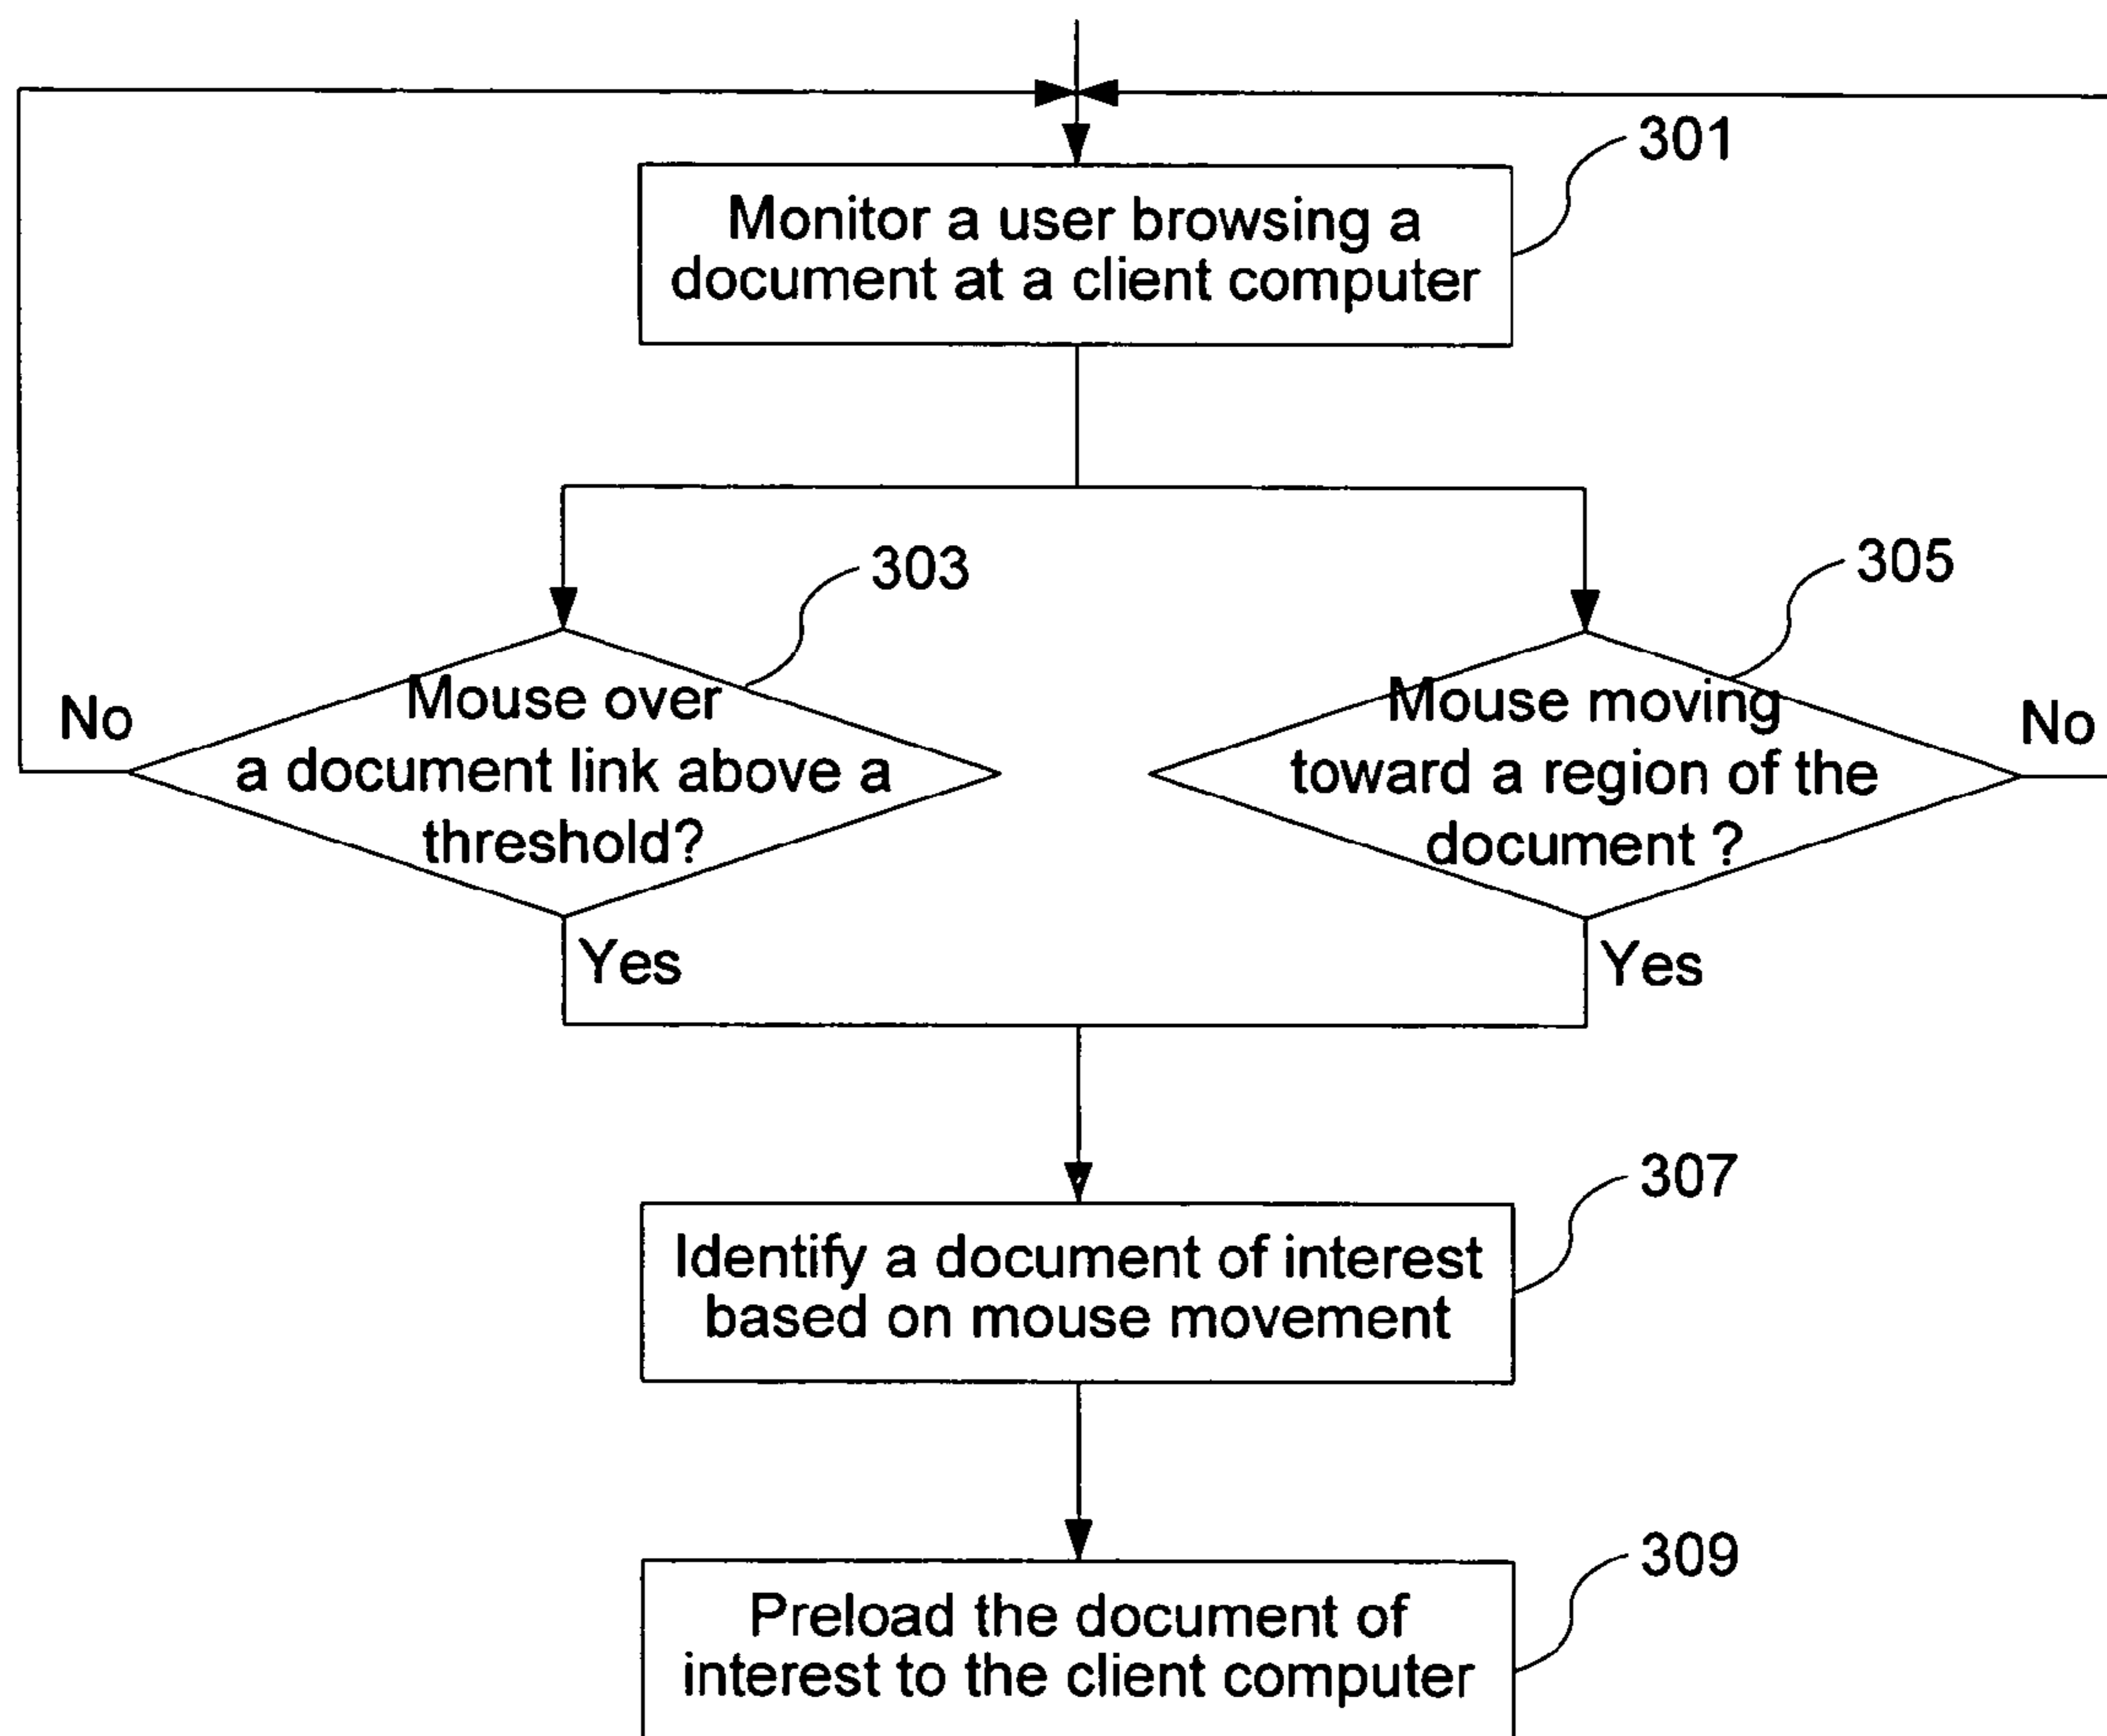 301
Monitor a user browsing a
document at a client computer
303
305
No
Mouse over
a document link above a
threshold?
Mouse moving
toward a region of the
document ?
No
Yes
Yes
307
Identify a document of interest
based on mouse movement
309
Preload the document of
interest to the client computer